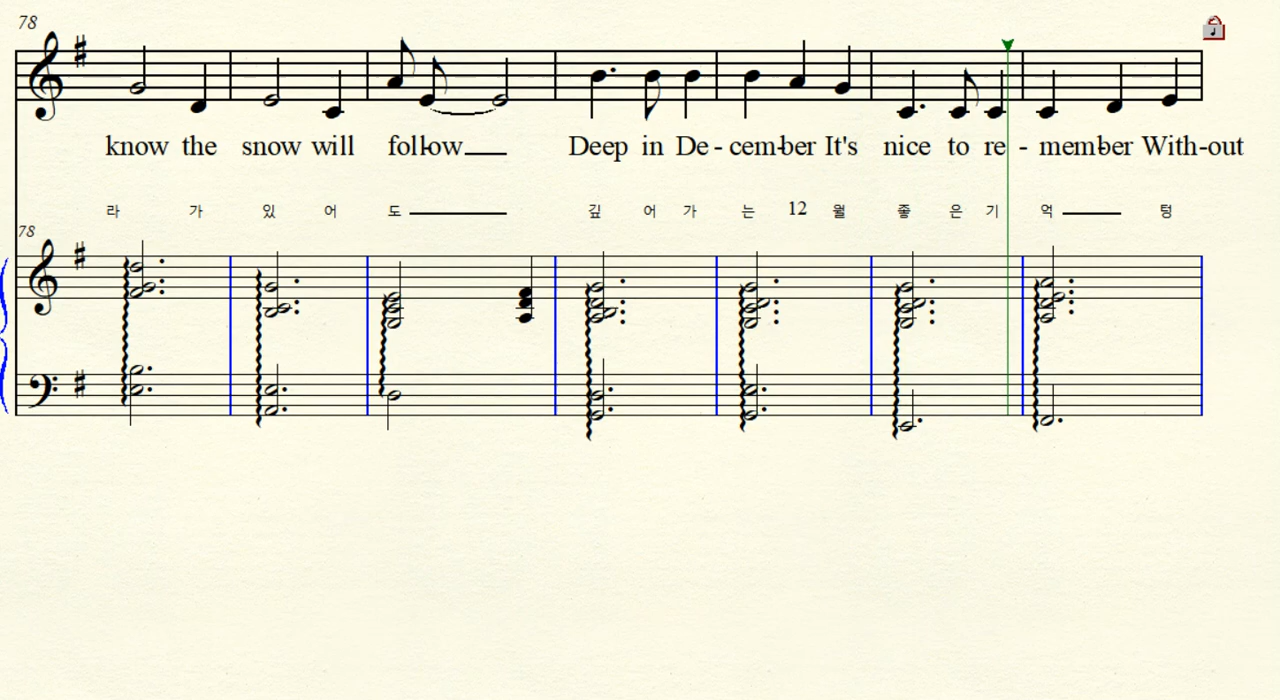 78
know the snow will follow Deep in De - cem-ber It's nice to re - mem-ber With-out
라 가 있 어 도 깊 어 가 는 12 월 좋 은 기 억 텅
78